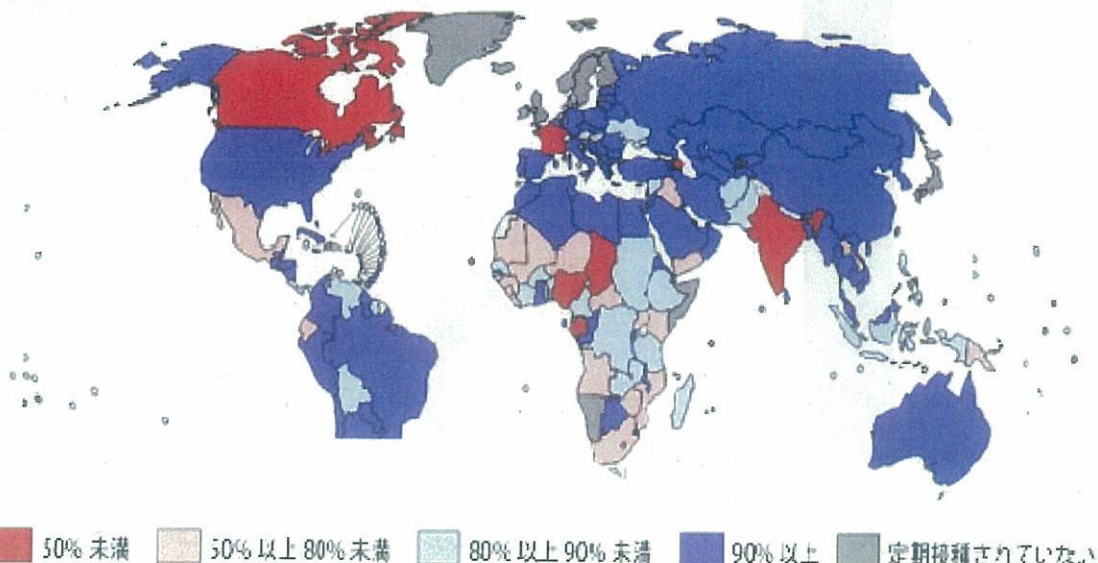 50% 未満
50% 以上 80% 未満
80% 以上 90% 未満
90% 以上
定期接種されていない